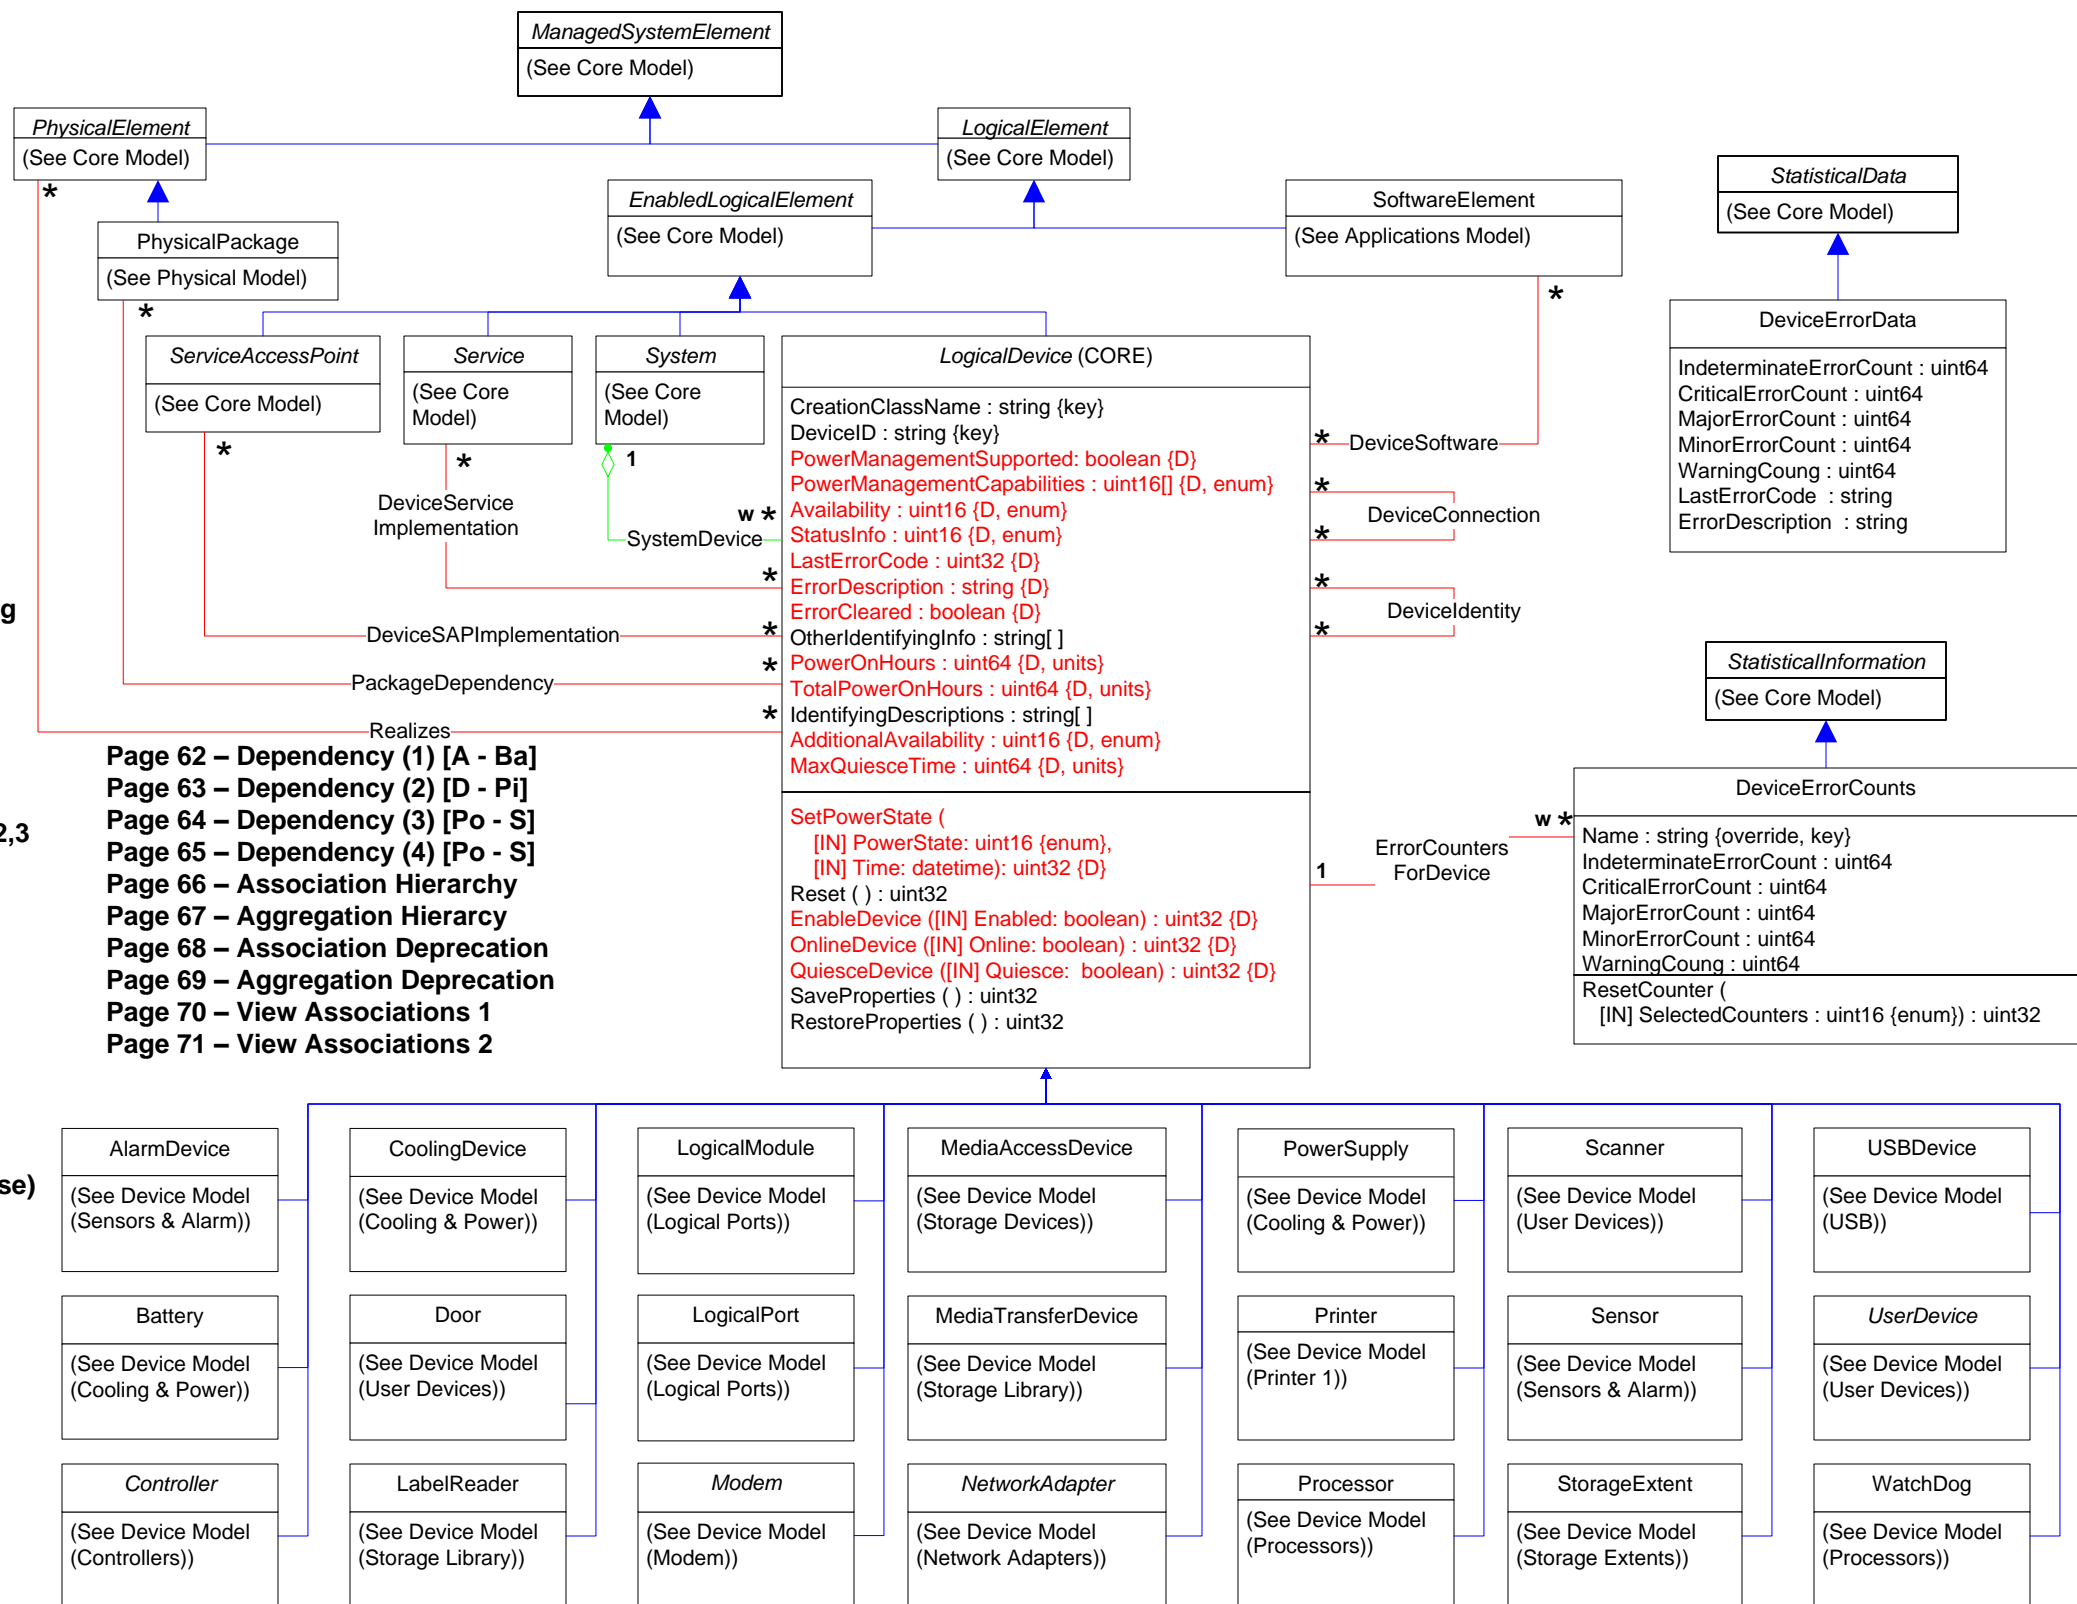 ManagedSystemElement
(See Core Model)
PhysicalElement
(See Core Model)
LogicalElement
(See Core Model)
*
PhysicalPackage
(See Physical Model)
*
EnabledLogicalElement
(See Core Model)
SoftwareElement
(See Applications Model)
*
StatisticalData
(See Core Model)
DeviceErrorData
IndeterminateErrorCount : uint64
CriticalErrorCount : uint64
MajorErrorCount : uint64
MinorErrorCount : uint64
WarningCoung : uint64
LastErrorCode : string
ErrorDescription : string
ServiceAccessPoint
(See Core Model)
*
Service
(See Core
Model)
*
System
(See Core
Model)
1
LogicalDevice (CORE)
CreationClassName : string {key}
DeviceID : string {key}
PowerManagementSupported: boolean {D}
PowerManagementCapabilities : uint16[] {D, enum}
Availability : uint16 {D, enum}
StatusInfo : uint16 {D, enum}
LastErrorCode : uint32 {D}
ErrorDescription : string {D}
ErrorCleared : boolean {D}
OtherIdentifyingInfo : string[ ]
PowerOnHours : uint64 {D, units}
TotalPowerOnHours : uint64 {D, units}
IdentifyingDescriptions : string[ ]
AdditionalAvailability : uint16 {D, enum}
MaxQuiesceTime : uint64 {D, units}
SetPowerState (
[IN] PowerState: uint16 {enum},
[IN] Time: datetime): uint32 {D}
Reset ( ) : uint32
EnableDevice ([IN] Enabled: boolean) : uint32 {D}
OnlineDevice ([IN] Online: boolean) : uint32 {D}
QuiesceDevice ([IN] Quiesce: boolean) : uint32 {D}
SaveProperties ( ) : uint32
RestoreProperties ( ) : uint32
DeviceService
Implementation
*
w *
SystemDevice
DeviceSAPImplementation
*
PackageDependency
*
Realizes
*
* DeviceSoftware
*
DeviceConnection
*
*
DeviceIdentity
*
StatisticalInformation
(See Core Model)
1
ErrorCounters
ForDevice
w *
DeviceErrorCounts
Name : string {override, key}
IndeterminateErrorCount : uint64
CriticalErrorCount : uint64
MajorErrorCount : uint64
MinorErrorCount : uint64
WarningCoung : uint64
ResetCounter (
[IN] SelectedCounters : uint16 {enum}) : uint32
g
2,3
se)
Page 62 – Dependency (1) [A - Ba]
Page 63 – Dependency (2) [D - Pi]
Page 64 – Dependency (3) [Po - S]
Page 65 – Dependency (4) [Po - S]
Page 66 – Association Hierarchy
Page 67 – Aggregation Hierarcy
Page 68 – Association Deprecation
Page 69 – Aggregation Deprecation
Page 70 – View Associations 1
Page 71 – View Associations 2
AlarmDevice
(See Device Model
(Sensors & Alarm))
CoolingDevice
(See Device Model
(Cooling & Power))
LogicalModule
(See Device Model
(Logical Ports))
MediaAccessDevice
(See Device Model
(Storage Devices))
PowerSupply
(See Device Model
(Cooling & Power))
Scanner
(See Device Model
(User Devices))
USBDevice
(See Device Model
(USB))
Battery
(See Device Model
(Cooling & Power))
Door
(See Device Model
(User Devices))
LogicalPort
(See Device Model
(Logical Ports))
MediaTransferDevice
(See Device Model
(Storage Library))
Printer
(See Device Model
(Printer 1))
Sensor
(See Device Model
(Sensors & Alarm))
UserDevice
(See Device Model
(User Devices))
Controller
(See Device Model
(Controllers))
LabelReader
(See Device Model
(Storage Library))
Modem
(See Device Model
(Modem))
NetworkAdapter
(See Device Model
(Network Adapters))
Processor
(See Device Model
(Processors))
StorageExtent
(See Device Model
(Storage Extents))
WatchDog
(See Device Model
(Processors))